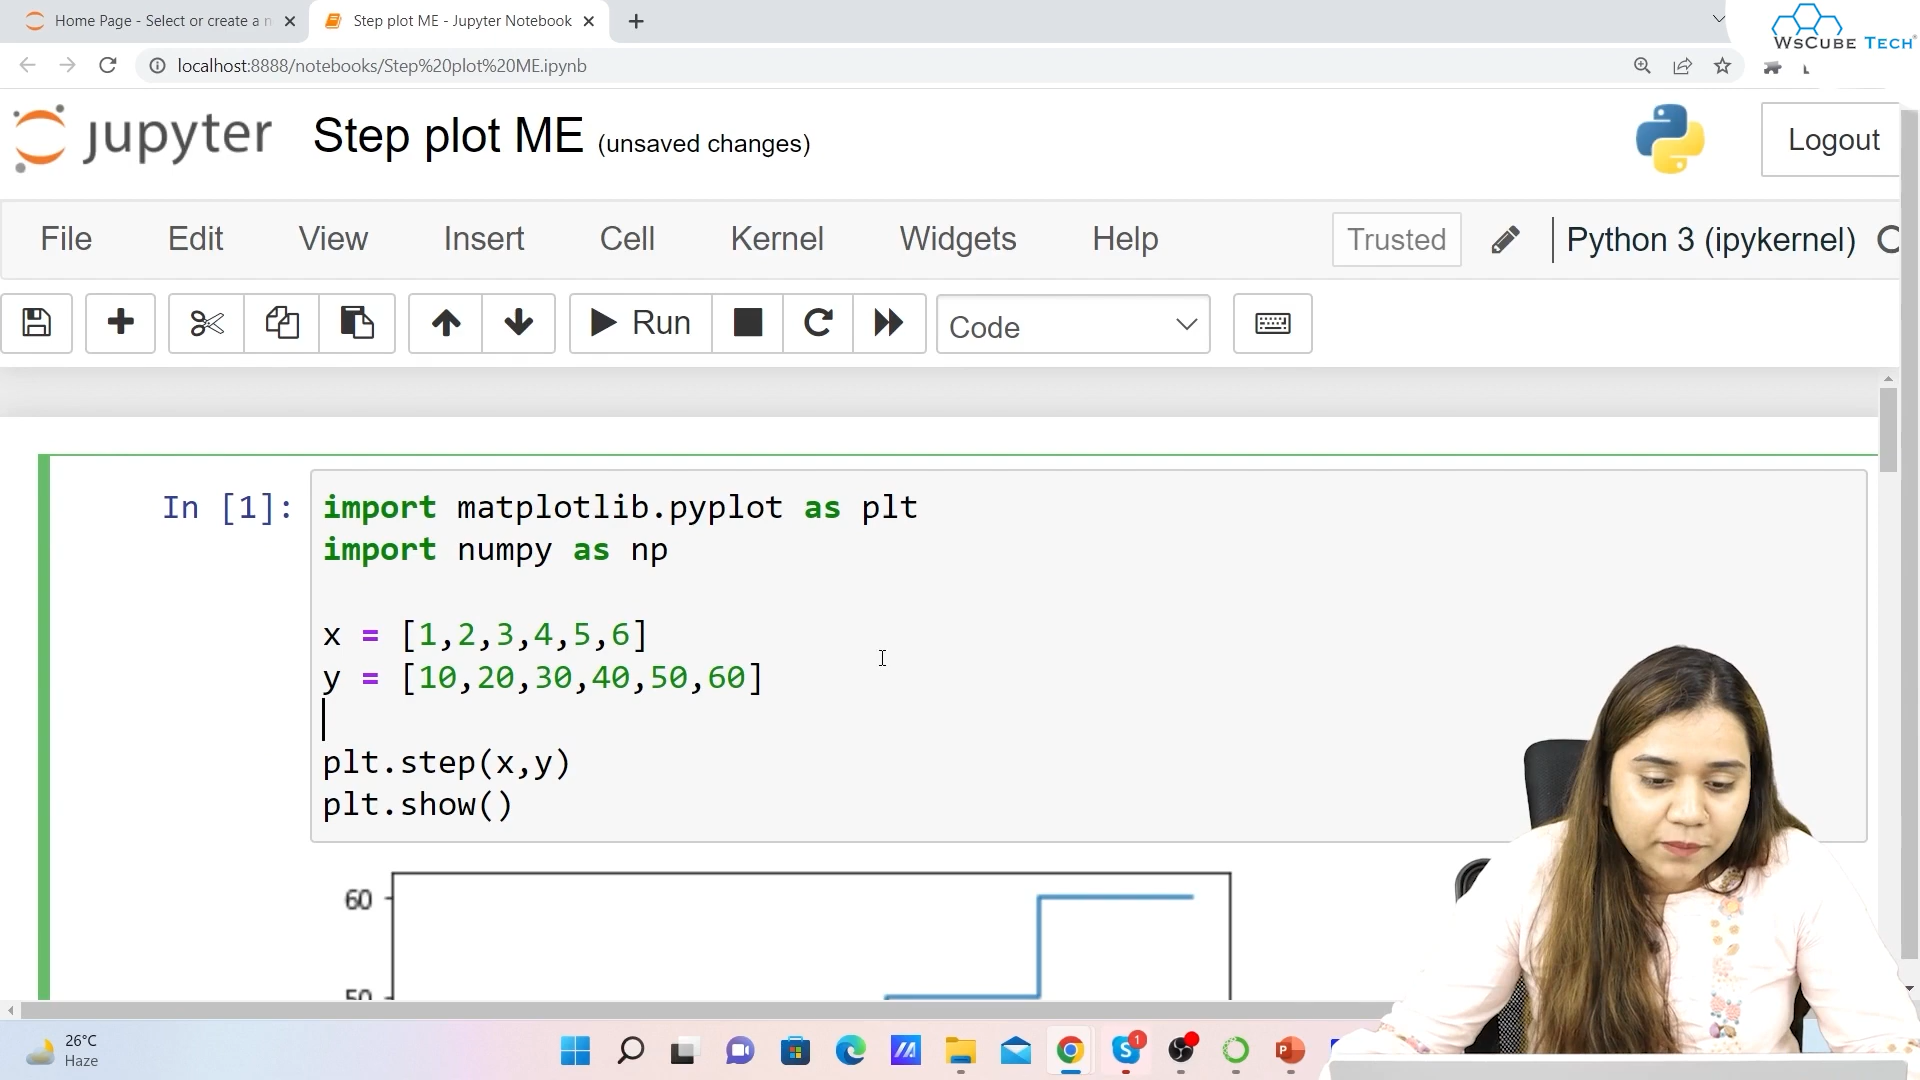 Home Page - Select or create a n
Step plot ME - Jupyter Notebook
WsCube Tech
localhost:8888/notebooks/Step%20plot%20ME.ipynb
jupyter Step plot ME (unsaved changes)
Logout
File Edit View Insert Cell Kernel Widgets Help
Trusted
Python 3 (ipykernel)
Run
Code
In [1]:
import matplotlib.pyplot as plt
import numpy as np
x = [1,2,3,4,5,6]
y = [10,20,30,40,50,60]
plt.step(x,y)
plt.show()
60
50
26°C
Haze
1